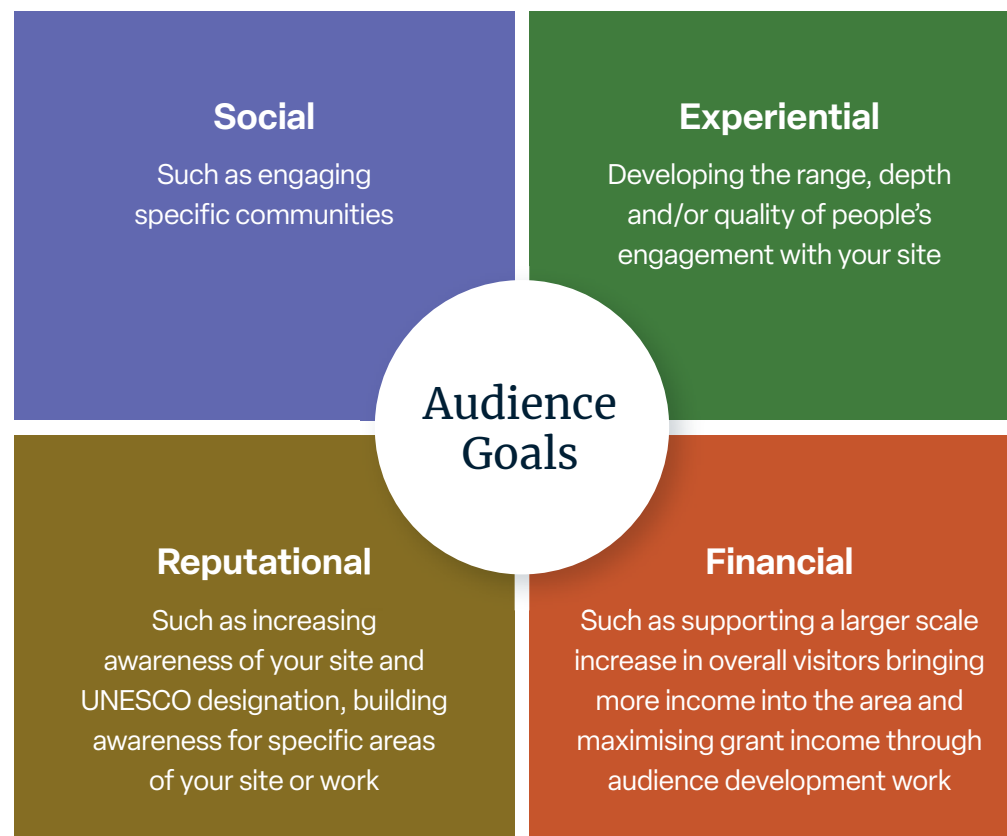 Social
Such as engaging
specific communities
Experiential
Developing the range, depth
and/or quality of people’s
engagement with your site
Audience
Goals
Reputational
Such as increasing
awareness of your site and
UNESCO designation, building
awareness for specific areas
of your site or work
Financial
Such as supporting a larger scale
increase in overall visitors bringing
more income into the area and
maximising grant income through
audience development work